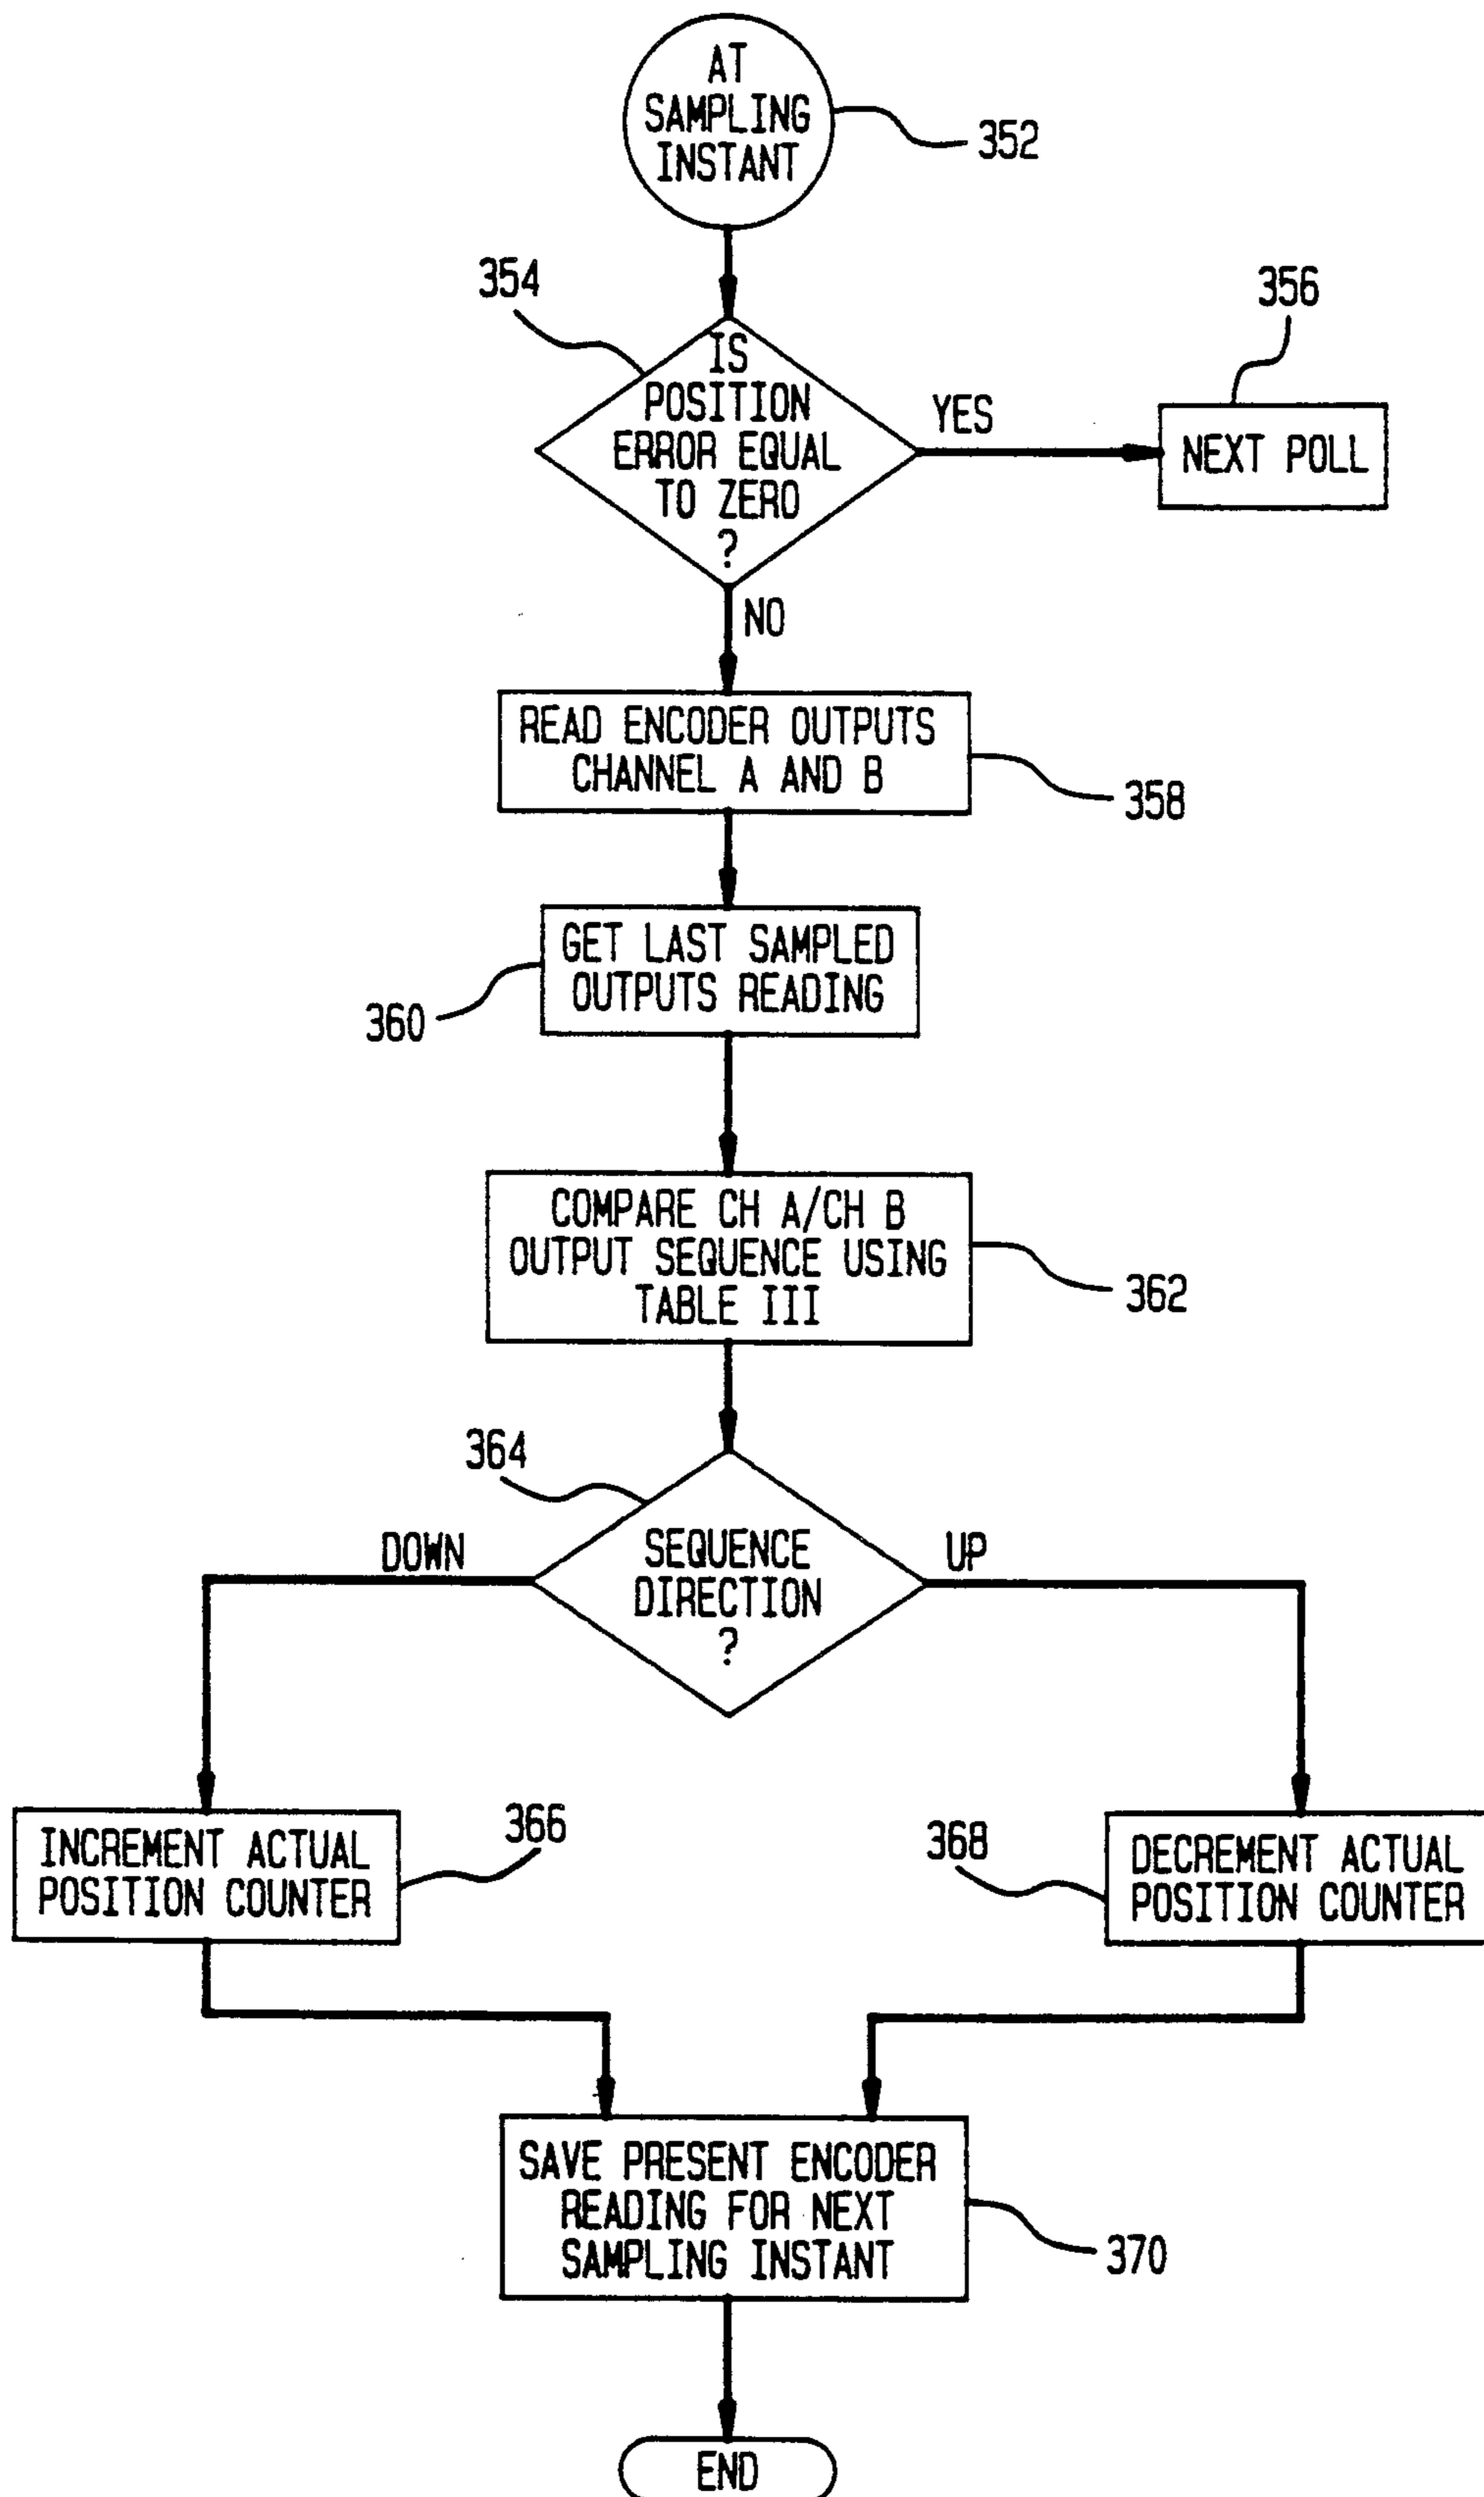 AT
SAMPLING
INSTANT
352
354
356
IS
POSITION
ERROR EQUAL
TO ZERO
?
YES
NEXT POLL
NO
READ ENCODER OUTPUTS
CHANNEL A AND B
358
GET LAST SAMPLED
OUTPUTS READING
360
COMPARE CH A/CH B
OUTPUT SEQUENCE USING
TABLE III
362
364
DOWN
SEQUENCE
DIRECTION
?
UP
INCREMENT ACTUAL
POSITION COUNTER
366
368
DECREMENT ACTUAL
POSITION COUNTER
SAVE PRESENT ENCODER
READING FOR NEXT
SAMPLING INSTANT
370
END